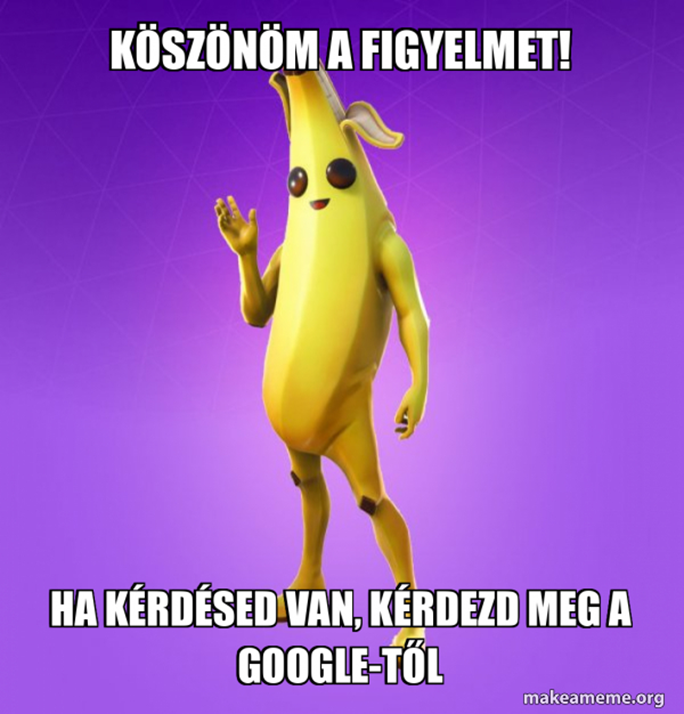 KÖSZÖNÖM A FIGYELMET!
HA KÉRDÉSED VAN, KÉRDEZD MEG A
GOOGLE-TŐL
makeameme.org